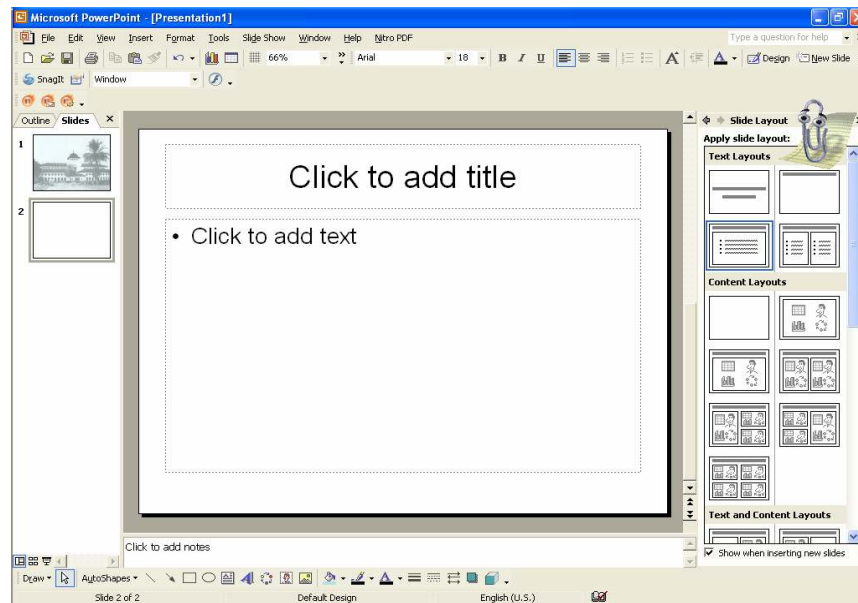 Microsoft PowerPoint - [Presentation1]
File Edit View Insert Format Tools Slide Show Window Help Nitro PDF Type a question for help
66% Arial 18 B I U A A Design New Slide
SnagIt Window
Outline Slides Slide Layout
Apply slide layout:
Text Layouts
1
2
Click to add title
• Click to add text
Content Layouts
Text and Content Layouts
Click to add notes
Show when inserting new slides
Draw AutoShapes A A
Slide 2 of 2 Default Design English (U.S.)